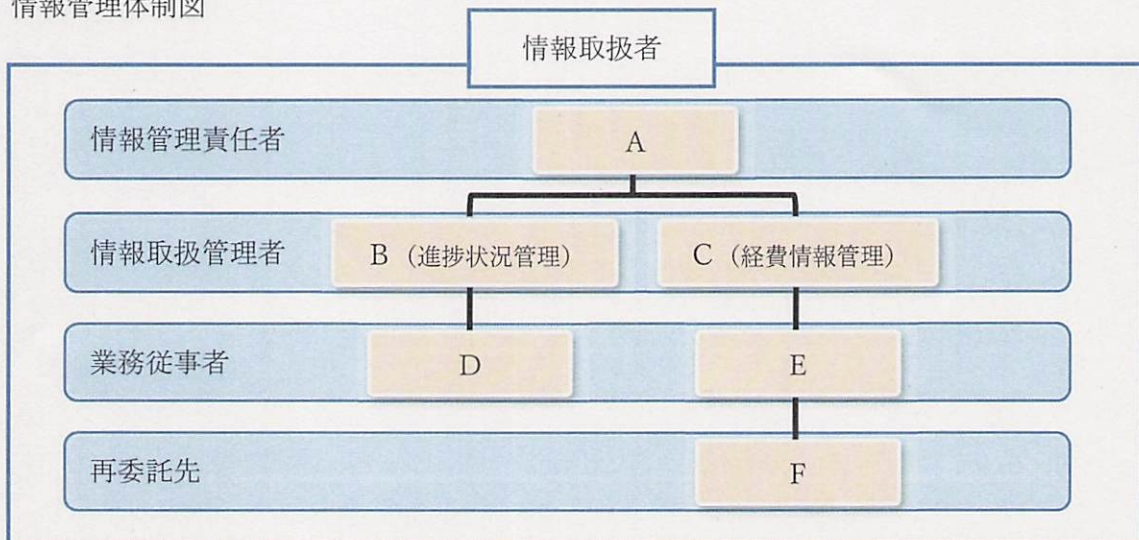 情報管理体制図
情報取扱者
情報管理責任者
A
情報取扱管理者
B（進捗状況管理）
C（経費情報管理）
業務従事者
D
E
再委託先
F